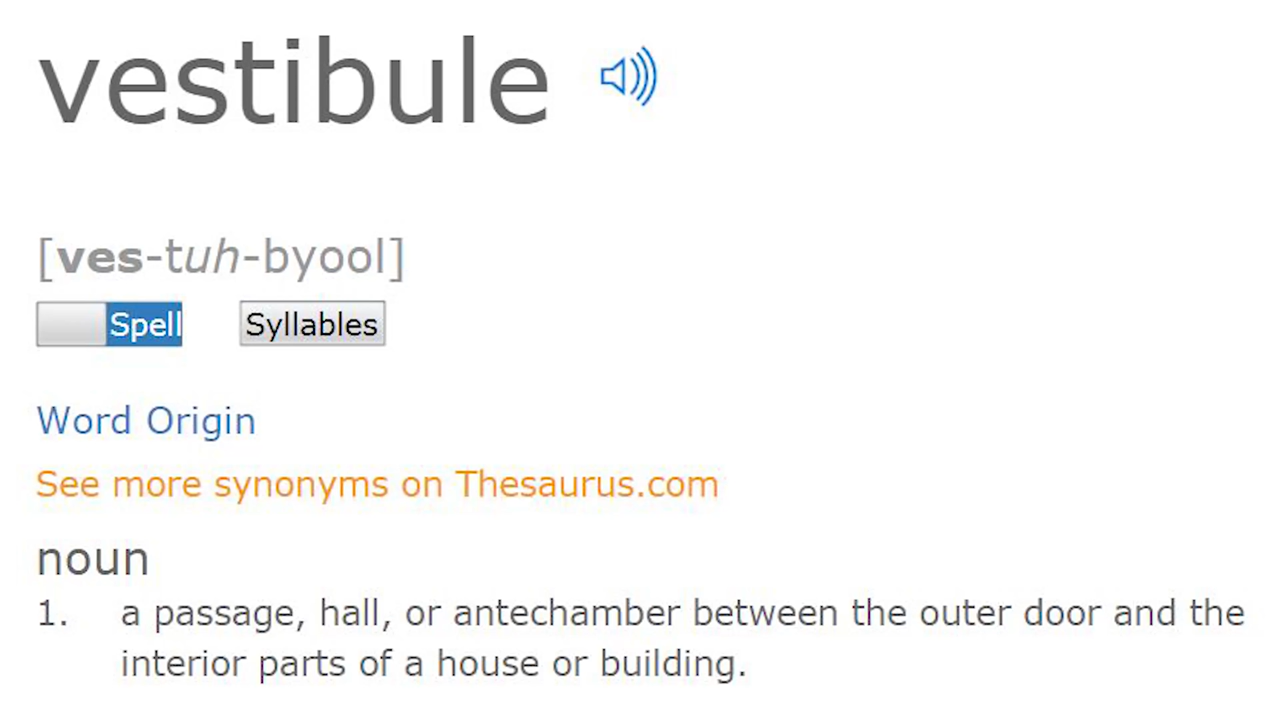 vestibule
[ves-tuh-byool]
Spell Syllables
Word Origin
See more synonyms on Thesaurus.com
noun
1. a passage, hall, or antechamber between the outer door and the
interior parts of a house or building.